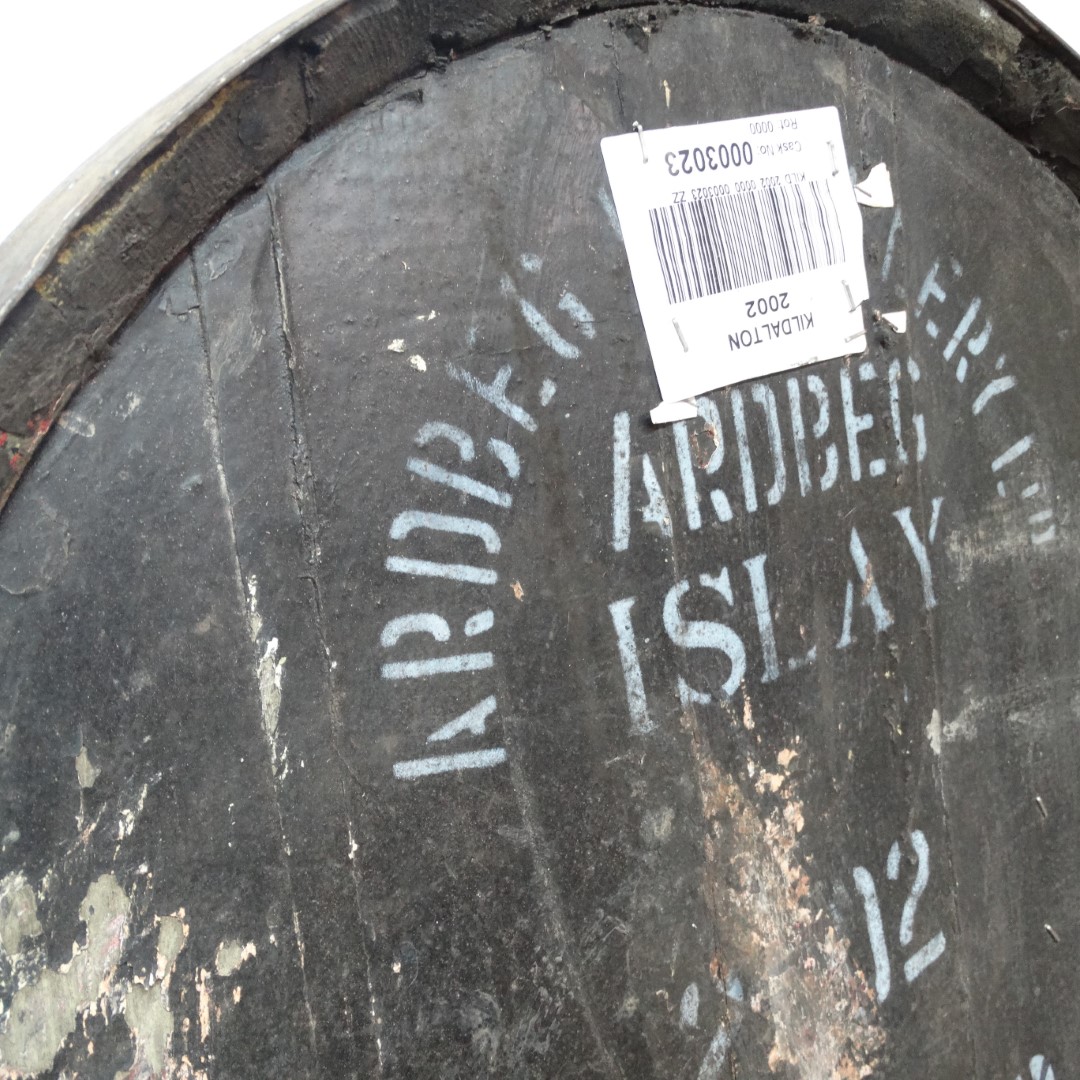 Rot 0000
Cask No: 0003023
KILD 2002 0000 0003023 ZZ
KILDALTON
2002
ARDBEG
ARDBEG
ISLAY
12